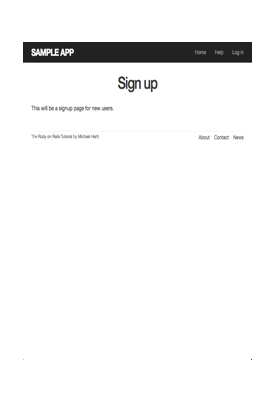 SAMPLE APP Home Help Log in
Sign up
This will be a signup page for new users.
The Ruby on Rails Tutorial by Michael Hartl About Contact News